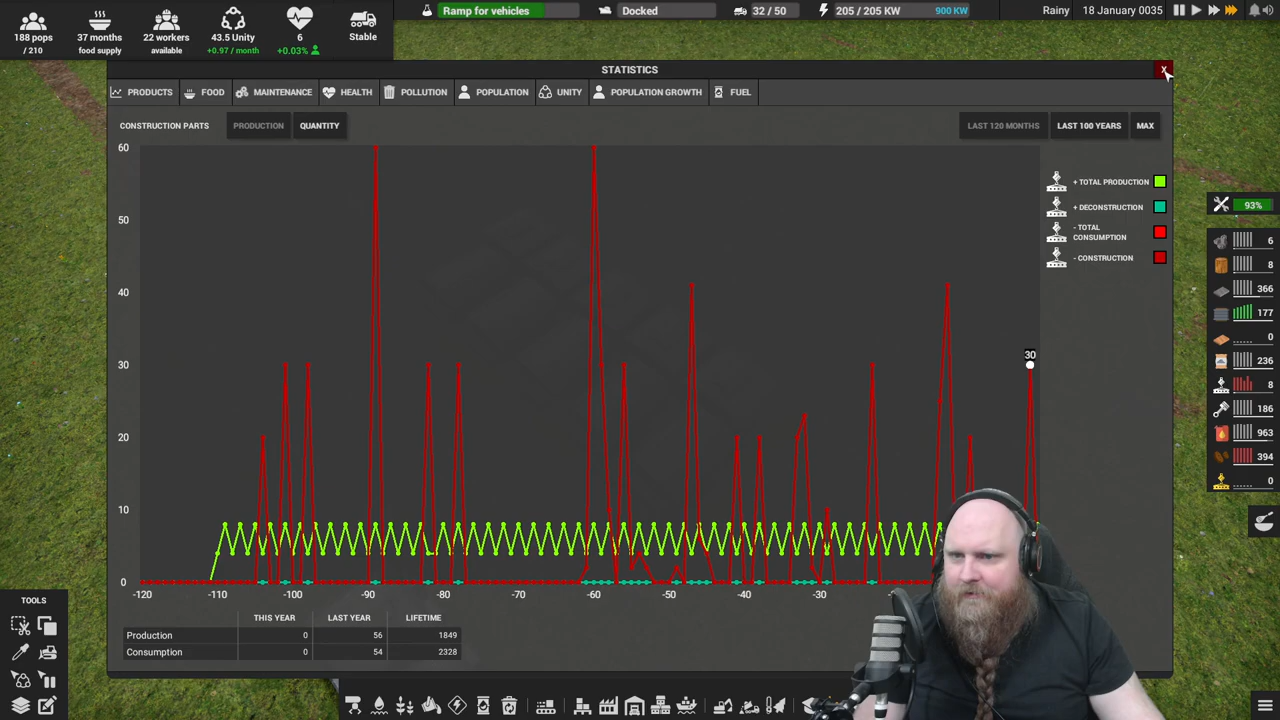 Ramp for vehicles
Docked
32 / 50
205 / 205 KW
900 KW
Rainy
18 January 0035
188 pops
/ 210
37 months
food supply
22 workers
available
43.5 Unity
+0.97 / month
6
+0.03%
Stable
STATISTICS
X
PRODUCTS
FOOD
MAINTENANCE
HEALTH
POLLUTION
POPULATION
UNITY
POPULATION GROWTH
FUEL
CONSTRUCTION PARTS
PRODUCTION
QUANTITY
LAST 120 MONTHS
LAST 100 YEARS
MAX
60
50
40
30
20
10
0
-120
-110
-100
-90
-80
-70
-60
-50
-40
-30
30
+ TOTAL PRODUCTION
+ DECONSTRUCTION
- TOTAL
CONSUMPTION
- CONSTRUCTION
THIS YEAR
LAST YEAR
LIFETIME
Production
0
56
1849
Consumption
0
54
2328
93%
6
8
366
177
0
236
8
186
963
394
0
TOOLS